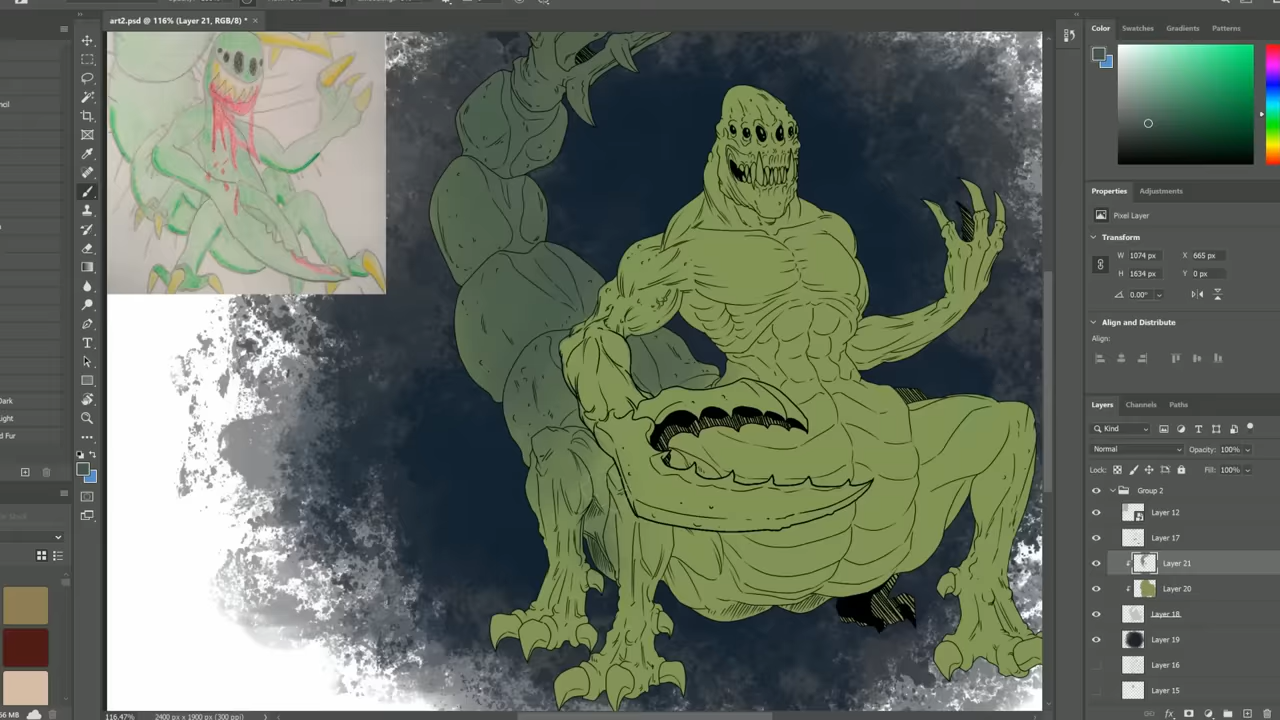 art2.psd @ 116% (Layer 21, RGB/8) *
Color
Swatches
Gradients
Patterns
Properties
Adjustments
Pixel Layer
Transform
W 1074 px
X 665 px
H 1634 px
Y 0 px
0.00°
Align and Distribute
Align:
Layers
Channels
Paths
Kind
Normal
Opacity: 100%
Lock:
Fill: 100%
Group 2
Layer 12
Layer 17
Layer 21
Layer 20
Layer 18
Layer 19
Layer 16
Layer 15
fx
116.47%
2400 px x 1900 px (300 ppi)